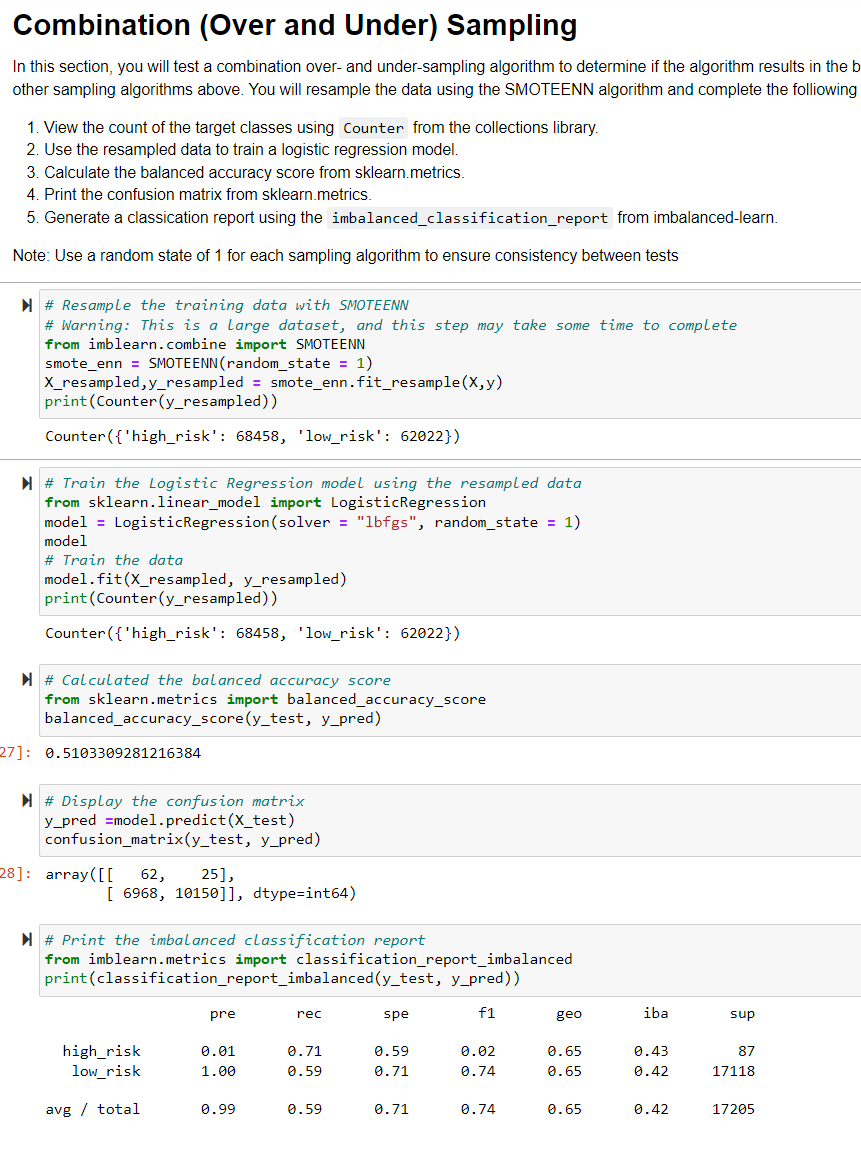 Combination (Over and Under) Sampling
In this section, you will test a combination over- and under-sampling algorithm to determine if the algorithm results in the b
other sampling algorithms above. You will resample the data using the SMOTEENN algorithm and complete the folliowing
1. View the count of the target classes using Counter from the collections library.
2. Use the resampled data to train a logistic regression model.
3. Calculate the balanced accuracy score from sklearn.metrics.
4. Print the confusion matrix from sklearn.metrics.
5. Generate a classication report using the imbalanced_classification_report from imbalanced-learn.
Note: Use a random state of 1 for each sampling algorithm to ensure consistency between tests
# Resample the training data with SMOTEENN
# Warning: This is a large dataset, and this step may take some time to complete
from imblearn.combine import SMOTEENN
smote_enn = SMOTEENN(random_state = 1)
X_resampled,y_resampled = smote_enn.fit_resample(X,y)
print(Counter(y_resampled))
Counter({'high_risk': 68458, 'low_risk': 62022})
# Train the Logistic Regression model using the resampled data
from sklearn.linear_model import LogisticRegression
model = LogisticRegression(solver = "lbfgs", random_state = 1)
model
# Train the data
model.fit(X_resampled, y_resampled)
print(Counter(y_resampled))
Counter({'high_risk': 68458, 'low_risk': 62022})
# Calculated the balanced accuracy score
from sklearn.metrics import balanced_accuracy_score
balanced_accuracy_score(y_test, y_pred)
27]: 0.5103309281216384
# Display the confusion matrix
y_pred =model.predict(X_test)
confusion_matrix(y_test, y_pred)
28]: array([[   62,    25],
[ 6968, 10150]], dtype=int64)
# Print the imbalanced classification report
from imblearn.metrics import classification_report_imbalanced
print(classification_report_imbalanced(y_test, y_pred))
pre rec spe f1 geo iba sup
high_risk 0.01 0.71 0.59 0.02 0.65 0.43 87
low_risk 1.00 0.59 0.71 0.74 0.65 0.42 17118
avg / total 0.99 0.59 0.71 0.74 0.65 0.42 17205